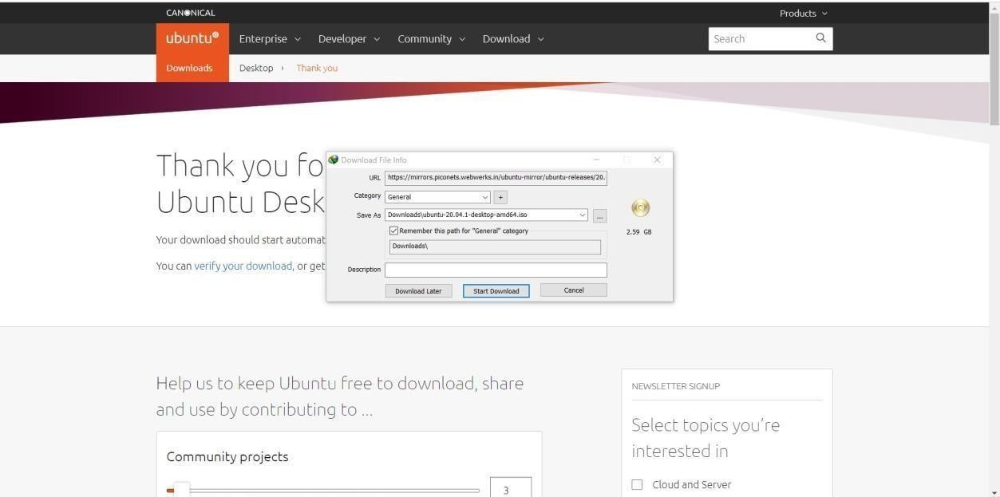 CANONICAL
Products
ubuntu®
Enterprise
Developer
Community
Download
Search
Downloads
Desktop
Thank you
Thank you fo
Ubuntu Desk
Your download should start automat
You can verify your download, or get
Download File Info
URL https://mirrors.piconets.webwerks.in/ubuntu-mirror/ubuntu-releases/20.
Category General +
Save As Downloads\ubuntu-20.04.1-desktop-amd64.iso ...
Remember this path for "General" category
Downloads\
Description
2.59 GB
Download Later Start Download Cancel
Help us to keep Ubuntu free to download, share
and use by contributing to ...
Community projects
3
NEWSLETTER SIGNUP
Select topics you're
interested in
Cloud and Server